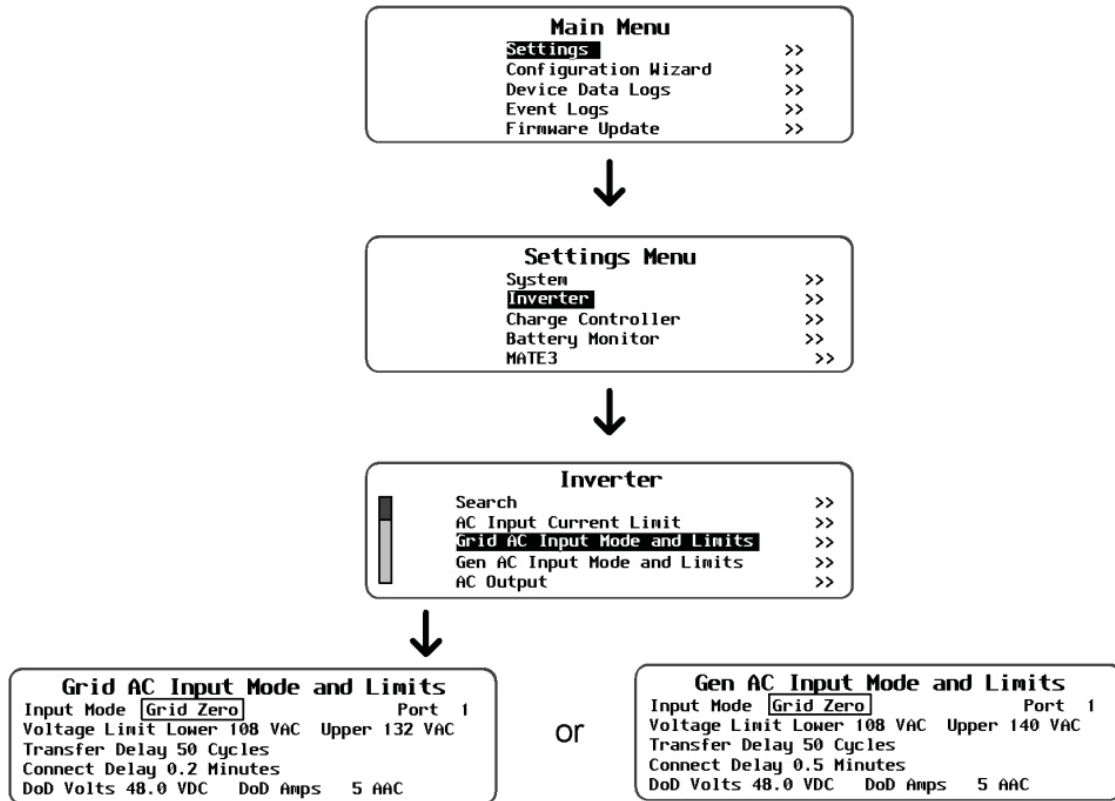 Main Menu
Settings >>
Configuration Wizard >>
Device Data Logs >>
Event Logs >>
Firmware Update >>
Settings Menu
System >>
Inverter >>
Charge Controller >>
Battery Monitor >>
MATE3 >>
Inverter
Search >>
AC Input Current Limit >>
Grid AC Input Mode and Limits >>
Gen AC Input Mode and Limits >>
AC Output >>
Grid AC Input Mode and Limits
Input Mode Grid Zero Port 1
Voltage Limit Lower 108 VAC Upper 132 VAC
Transfer Delay 50 Cycles
Connect Delay 0.2 Minutes
DoD Volts 48.0 VDC DoD Amps 5 AAC
or
Gen AC Input Mode and Limits
Input Mode Grid Zero Port 1
Voltage Limit Lower 108 VAC Upper 140 VAC
Transfer Delay 50 Cycles
Connect Delay 0.5 Minutes
DoD Volts 48.0 VDC DoD Amps 5 AAC